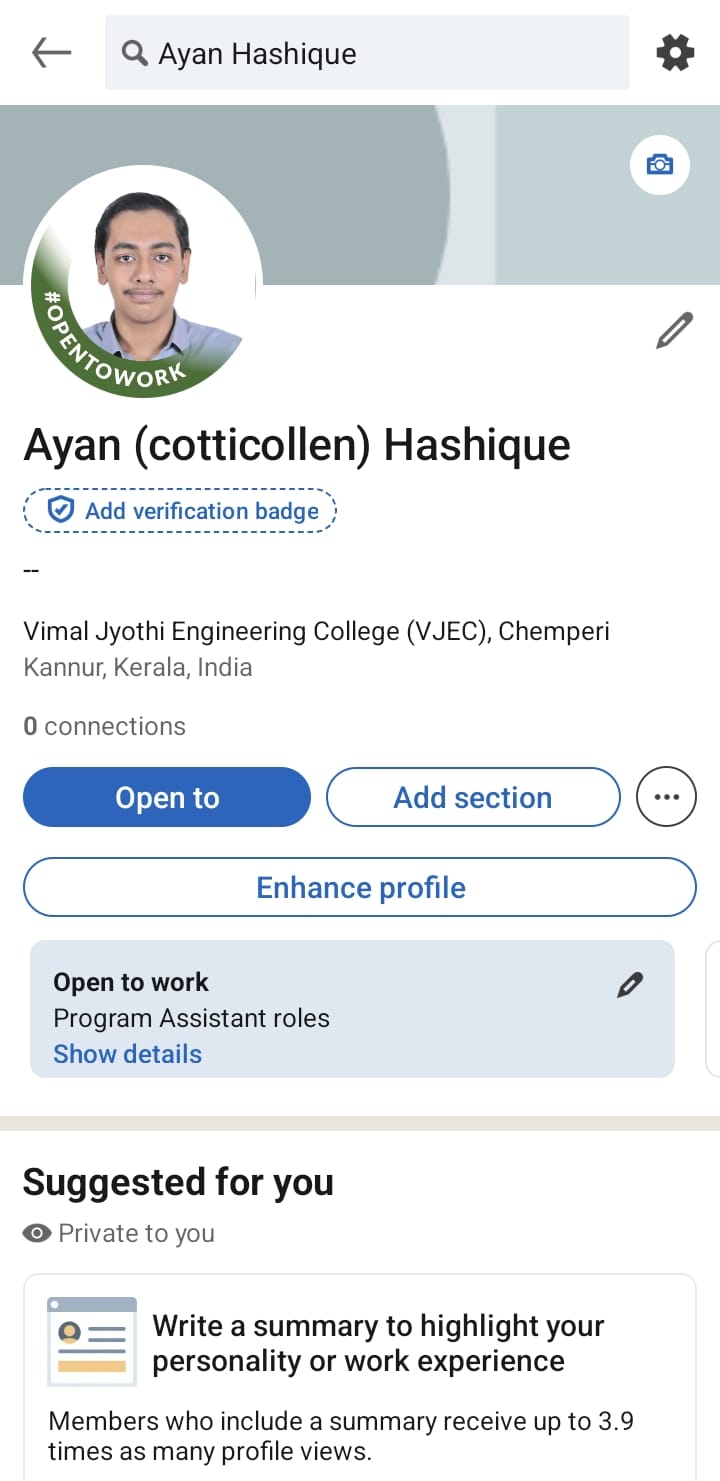 Ayan Hashique
#OPENTOWORK
Ayan (cotticollen) Hashique
Add verification badge
--
Vimal Jyothi Engineering College (VJEC), Chemperi
Kannur, Kerala, India
0 connections
Open to
Add section
Enhance profile
Open to work
Program Assistant roles
Show details
Suggested for you
Private to you
Write a summary to highlight your
personality or work experience
Members who include a summary receive up to 3.9
times as many profile views.